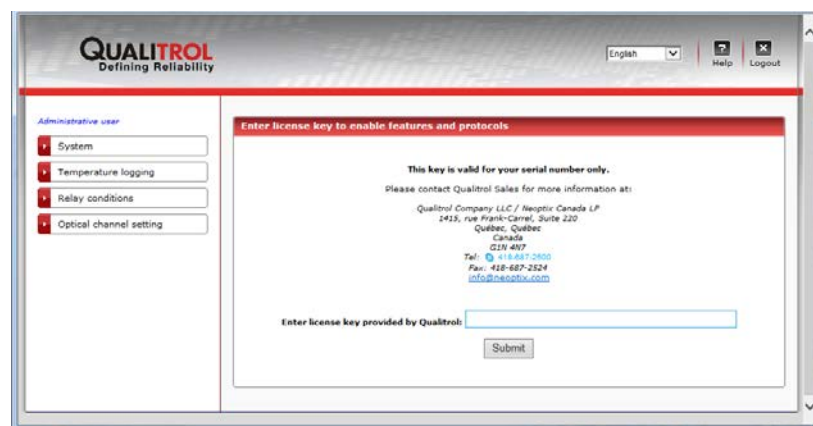 QUALITROL
Defining Reliability
English
Help
Logout
Administrative user
System
Temperature logging
Relay conditions
Optical channel setting
Enter license key to enable features and protocols
This key is valid for your serial number only.
Please contact Qualitrol Sales for more information at:
Qualitrol Company LLC / Neoptix Canada LP
1415, rue Frank-Carrel, Suite 220
Québec, Québec
Canada
G1N 4N7
Tel: 418-687-2500
Fax: 418-687-2524
info@neoptix.com
Enter license key provided by Qualitrol:
Submit